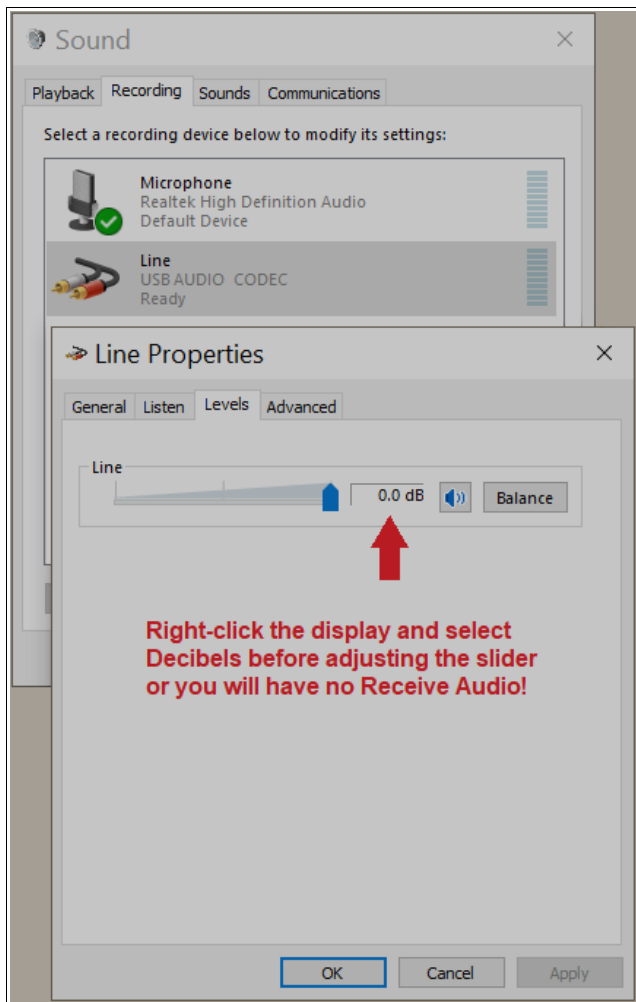 Sound
Playback Recording Sounds Communications
Select a recording device below to modify its settings:
Microphone
Realtek High Definition Audio
Default Device
Line
USB AUDIO CODEC
Ready
Line Properties
General Listen Levels Advanced
Line
0.0 dB Balance
Right-click the display and select
Decibels before adjusting the slider
or you will have no Receive Audio!
OK Cancel Apply